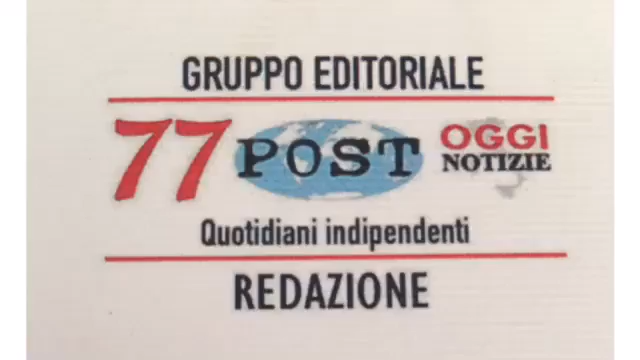 GRUPPO EDITORIALE
77 POST OGGI NOTIZIE
Quotidiani indipendenti
REDAZIONE